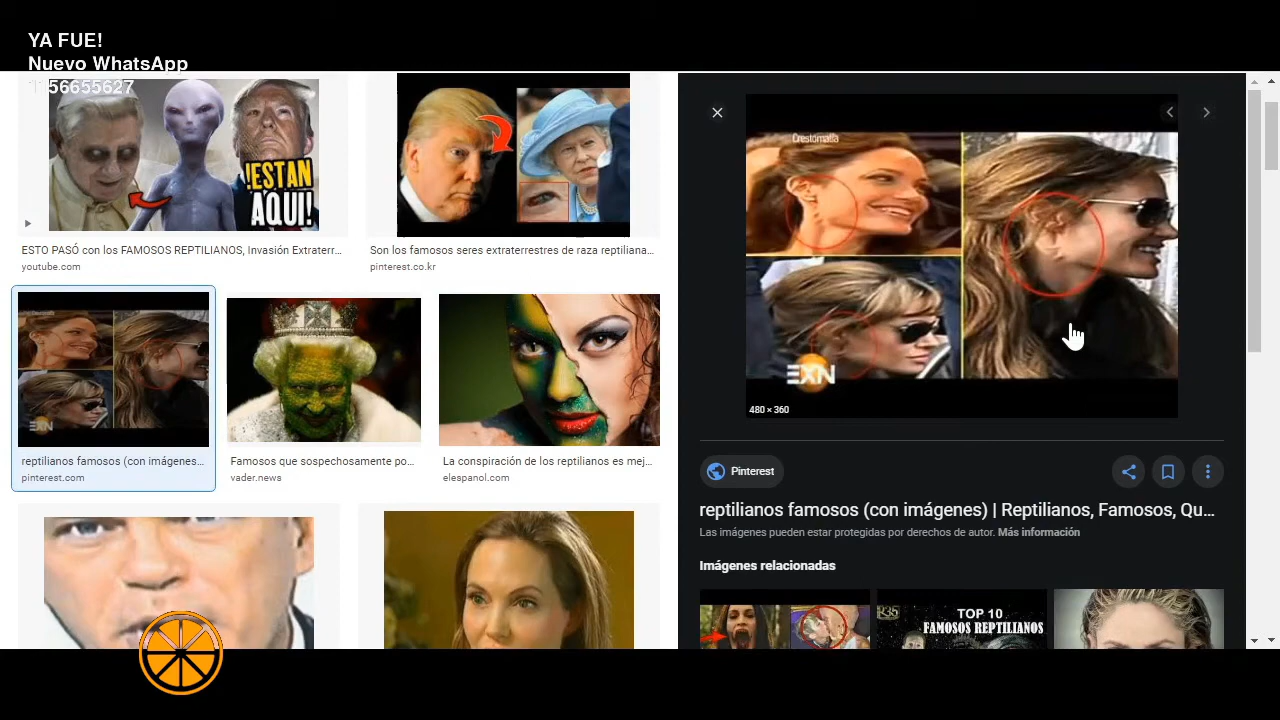 YA FUE!
Nuevo WhatsApp
1156655627
!ESTAN
AQUI!
ESTO PASÓ con los FAMOSOS REPTILIANOS, Invasión Extraterr...
youtube.com
Son los famosos seres extraterrestres de raza reptiliana...
pinterest.co.kr
reptilianos famosos (con imágenes...
pinterest.com
Famosos que sospechosamente po...
vader.news
La conspiración de los reptilianos es mej...
elespanol.com
Crestomatía
EXN
480 × 360
Pinterest
reptilianos famosos (con imágenes) | Reptilianos, Famosos, Qu...
Las imágenes pueden estar protegidas por derechos de autor. Más información
Imágenes relacionadas
TOP 10
FAMOSOS REPTILIANOS